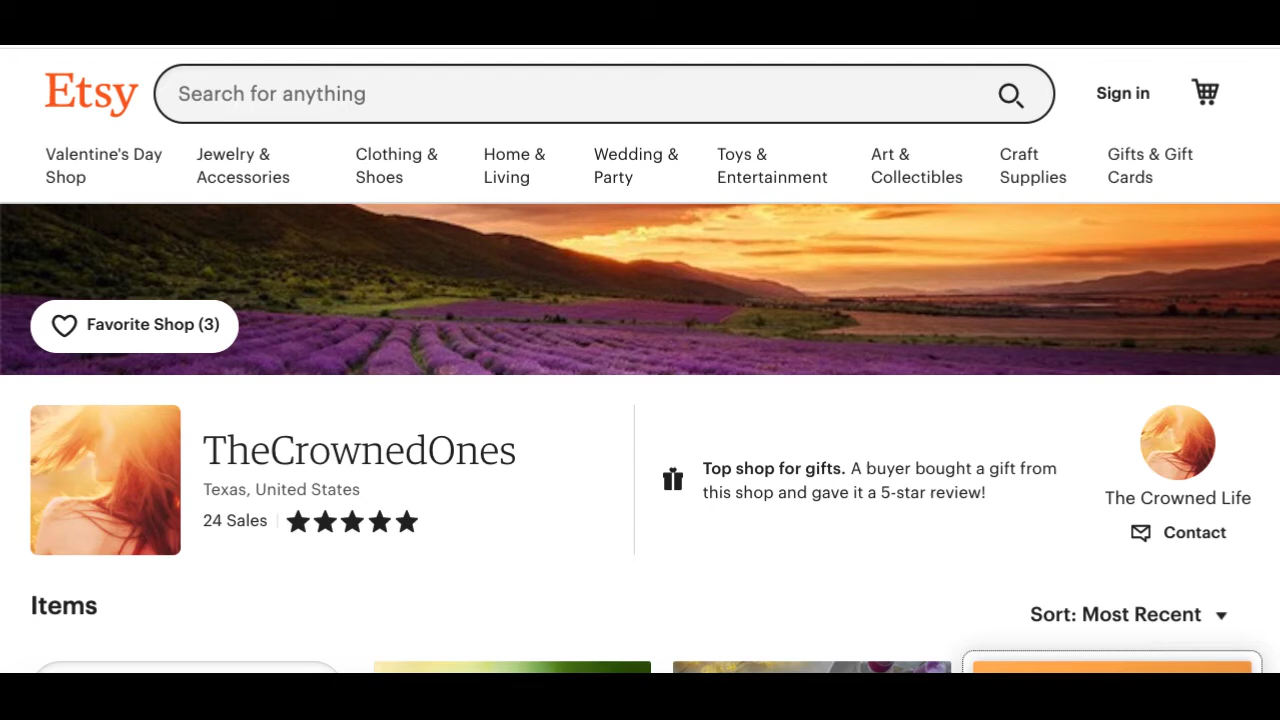 Etsy
Search for anything
Sign in
Valentine's Day
Shop
Jewelry &
Accessories
Clothing &
Shoes
Home &
Living
Wedding &
Party
Toys &
Entertainment
Art &
Collectibles
Craft
Supplies
Gifts & Gift
Cards
Favorite Shop (3)
TheCrownedOnes
Texas, United States
24 Sales
Top shop for gifts. A buyer bought a gift from
this shop and gave it a 5-star review!
The Crowned Life
Contact
Items
Sort: Most Recent